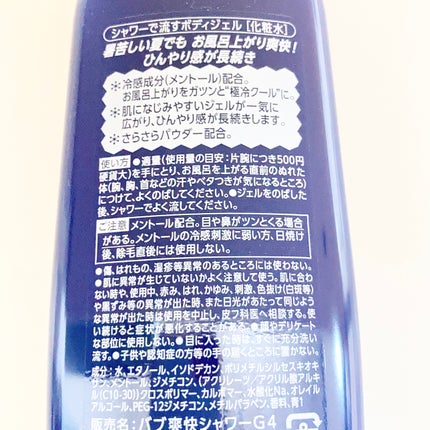 シャワーで流すボディジェル［化粧水］
暑苦しい夏でも お風呂上がり爽快！
ひんやり感が長続き
＊冷感成分（メントール）配合。
お風呂上がりをガツンと“極冷クール”に。
＊肌になじみやすいジェルが一気に
広がり、ひんやり感が長続きします。
＊さらさらパウダー配合。
使い方 ●適量（使用量の目安：片腕につき500円
硬貨大）を手にとり、お風呂を上がる直前のぬれた
体（腕、胸、首などの汗やベタつきが気になるところ）
につけて、よくのばしてください。●ジェルをのばした
後、シャワーでよく流してください。
ご注意 メントール配合。目や鼻がツンとくる場合
がある。メントールの冷感刺激に弱い方、日焼け
後、除毛直後には使用しない。
●傷、はれもの、湿疹等異常のあるところには使わない。
●肌に異常が生じていないかよく注意して使う。肌に合わ
ない時や、使用中、赤み、はれ、かゆみ、刺激、色抜け（白斑等）
や黒ずみ等の異常が出た時、また日光があたって同じよう
な異常が出た時は使用を中止し、皮フ科医へ相談する。使
い続けると症状が悪化することがある。●顔やデリケート
な部位に使用しない。●目に入った時は、すぐに充分洗い
流す。●子供や認知症の方等の手の届くところに置かない。
成分：水、エタノール、イソドデカン、ポリメチルシルセスキオキ
サン、メントール、ジメチコン、（アクリレーツ／アクリル酸アルキ
ル（C10-30））クロスポリマー、カルボマー、水酸化Na、オレイル
アルコール、PEG-12ジメチコン、メチルパラベン、香料、青1
販売名：バブ爽快シャワーG4